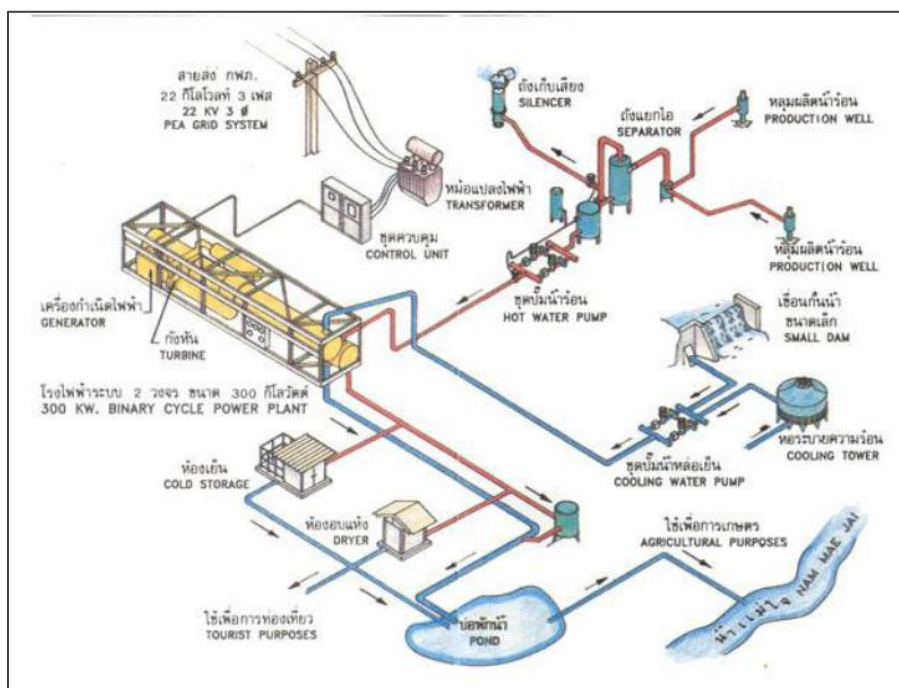 สายส่ง กฟภ.
22 กิโลโวลท์ 3 เฟส
22 KV 3 Ø
PEA GRID SYSTEM
ถังเก็บเสียง
SILENCER
ถังแยกไอ
SEPARATOR
หลุมผลิตน้ำร้อน
PRODUCTION WELL
หม้อแปลงไฟฟ้า
TRANSFORMER
ชุดควบคุม
CONTROL UNIT
หลุมผลิตน้ำร้อน
PRODUCTION WELL
ชุดปั๊มน้ำร้อน
HOT WATER PUMP
เครื่องกำเนิดไฟฟ้า
GENERATOR
กังหัน
TURBINE
เขื่อนกั้นน้ำ
ขนาดเล็ก
SMALL DAM
โรงไฟฟ้าระบบ 2 วงจร ขนาด 300 กิโลวัตต์
300 KW. BINARY CYCLE POWER PLANT
หอระบายความร้อน
COOLING TOWER
ชุดปั๊มน้ำหล่อเย็น
COOLING WATER PUMP
ห้องเย็น
COLD STORAGE
ห้องอบแห้ง
DRYER
ใช้เพื่อการเกษตร
AGRICULTURAL PURPOSES
น้ำแม่ใจ NAM MAE JAI
ใช้เพื่อการท่องเที่ยว
TOURIST PURPOSES
บ่อพักน้ำ
POND